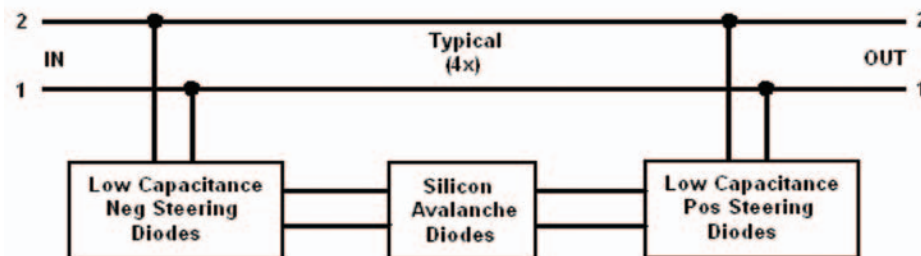 2 2
IN Typical OUT
(4x)
1 1
Low Capacitance
Neg Steering
Diodes
Silicon
Avalanche
Diodes
Low Capacitance
Pos Steering
Diodes